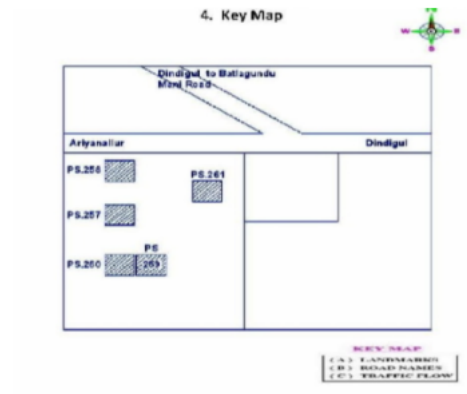 4. Key Map
N
W
E
S
Dindigul to Batlagundu
Main Road
Ariyanallur
Dindigul
PS.258
PS.261
PS.257
PS
PS.260
259
KEY MAP
(A) LANDMARKS
(B) ROAD NAMES
(C) TRAFFIC FLOW